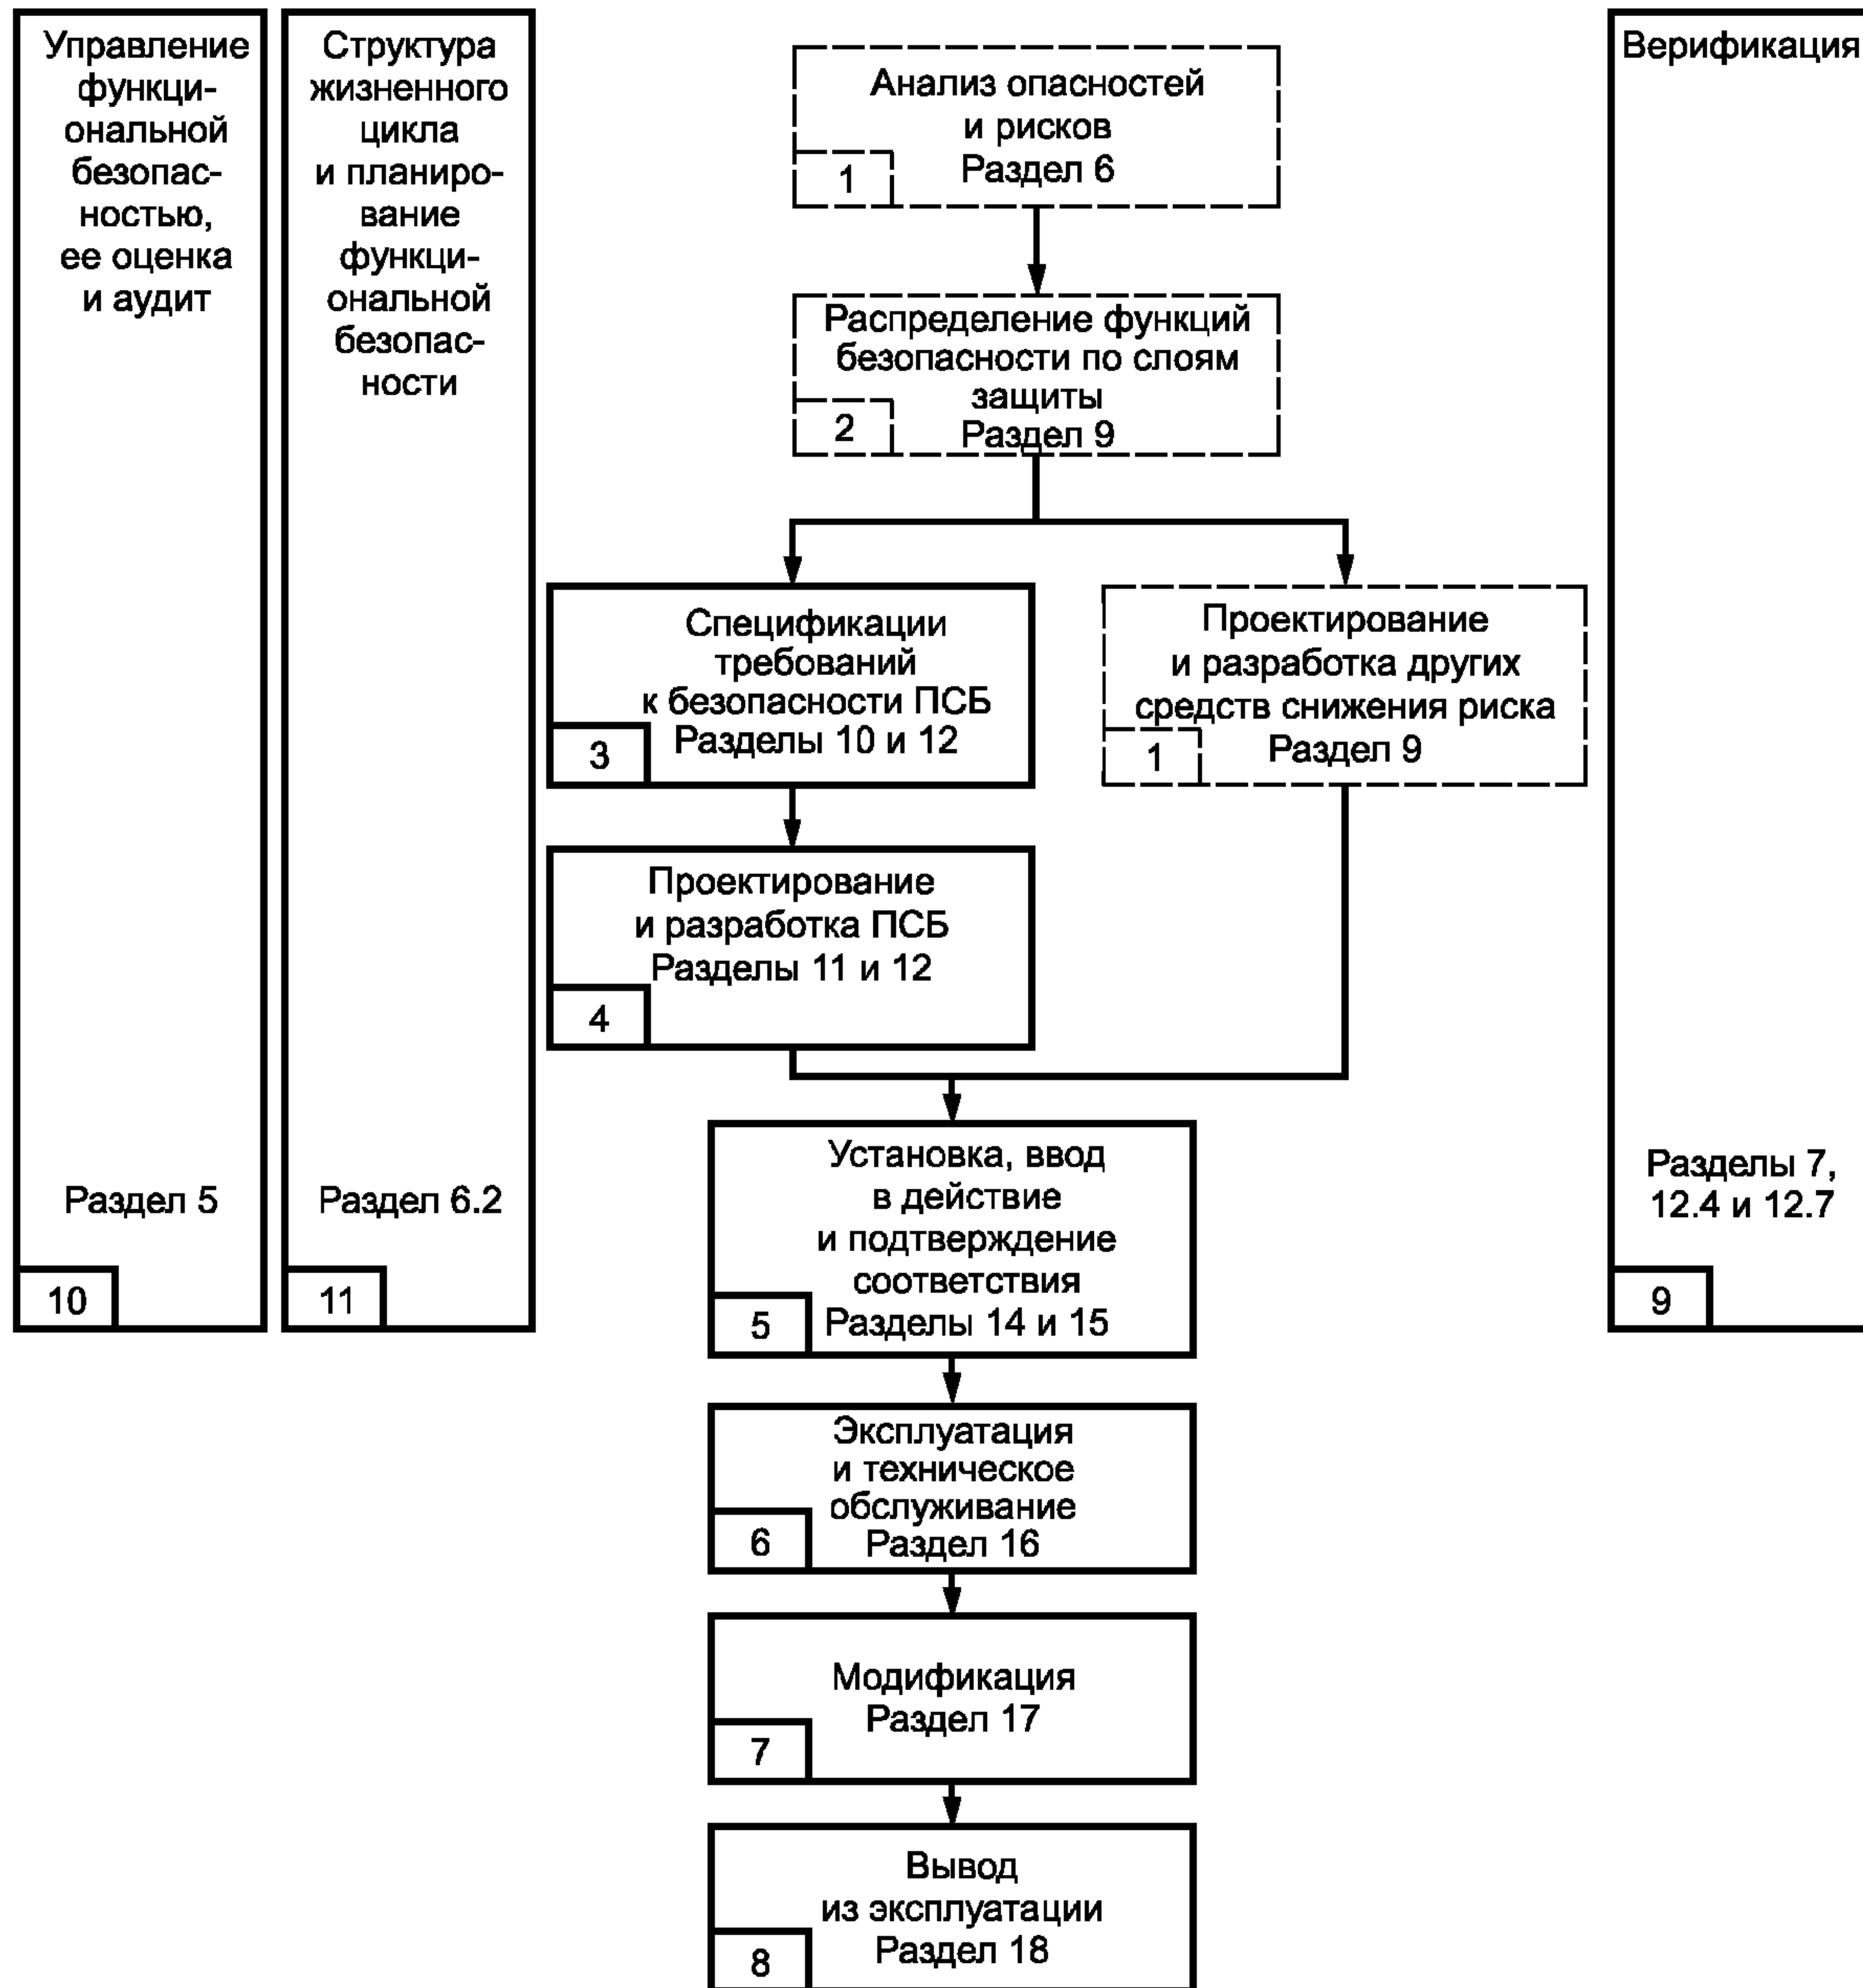 Управление
функци-
ональной
безопас-
ностью,
ее оценка
и аудит
Раздел 5
10
Структура
жизненного
цикла
и планиро-
вание
функци-
ональной
безопас-
ности
Раздел 6.2
11
Анализ опасностей
и рисков
Раздел 6
1
Распределение функций
безопасности по слоям
защиты
Раздел 9
2
Спецификации
требований
к безопасности ПСБ
Разделы 10 и 12
3
Проектирование
и разработка других
средств снижения риска
Раздел 9
1
Проектирование
и разработка ПСБ
Разделы 11 и 12
4
Установка, ввод
в действие
и подтверждение
соответствия
Разделы 14 и 15
5
Эксплуатация
и техническое
обслуживание
Раздел 16
6
Модификация
Раздел 17
7
Вывод
из эксплуатации
Раздел 18
8
Верификация
Разделы 7,
12.4 и 12.7
9